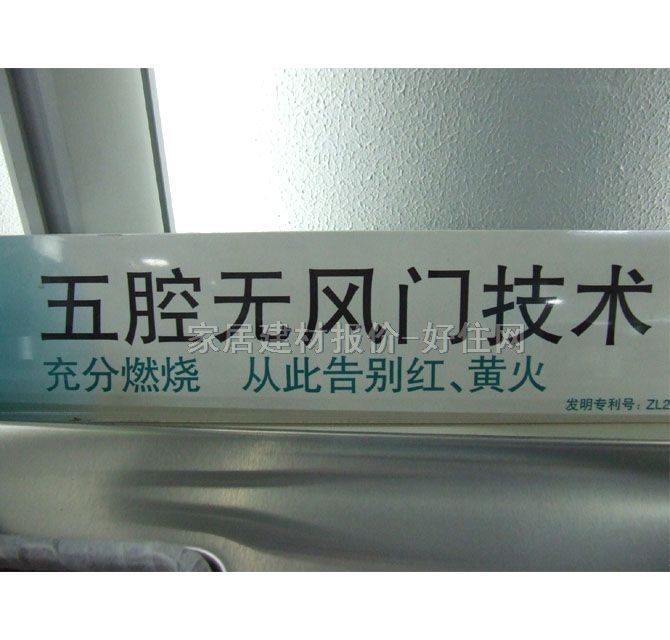 五腔无风门技术
家居建材报价-好住网
充分燃烧 从此告别红、黄火
发明专利号：ZL2